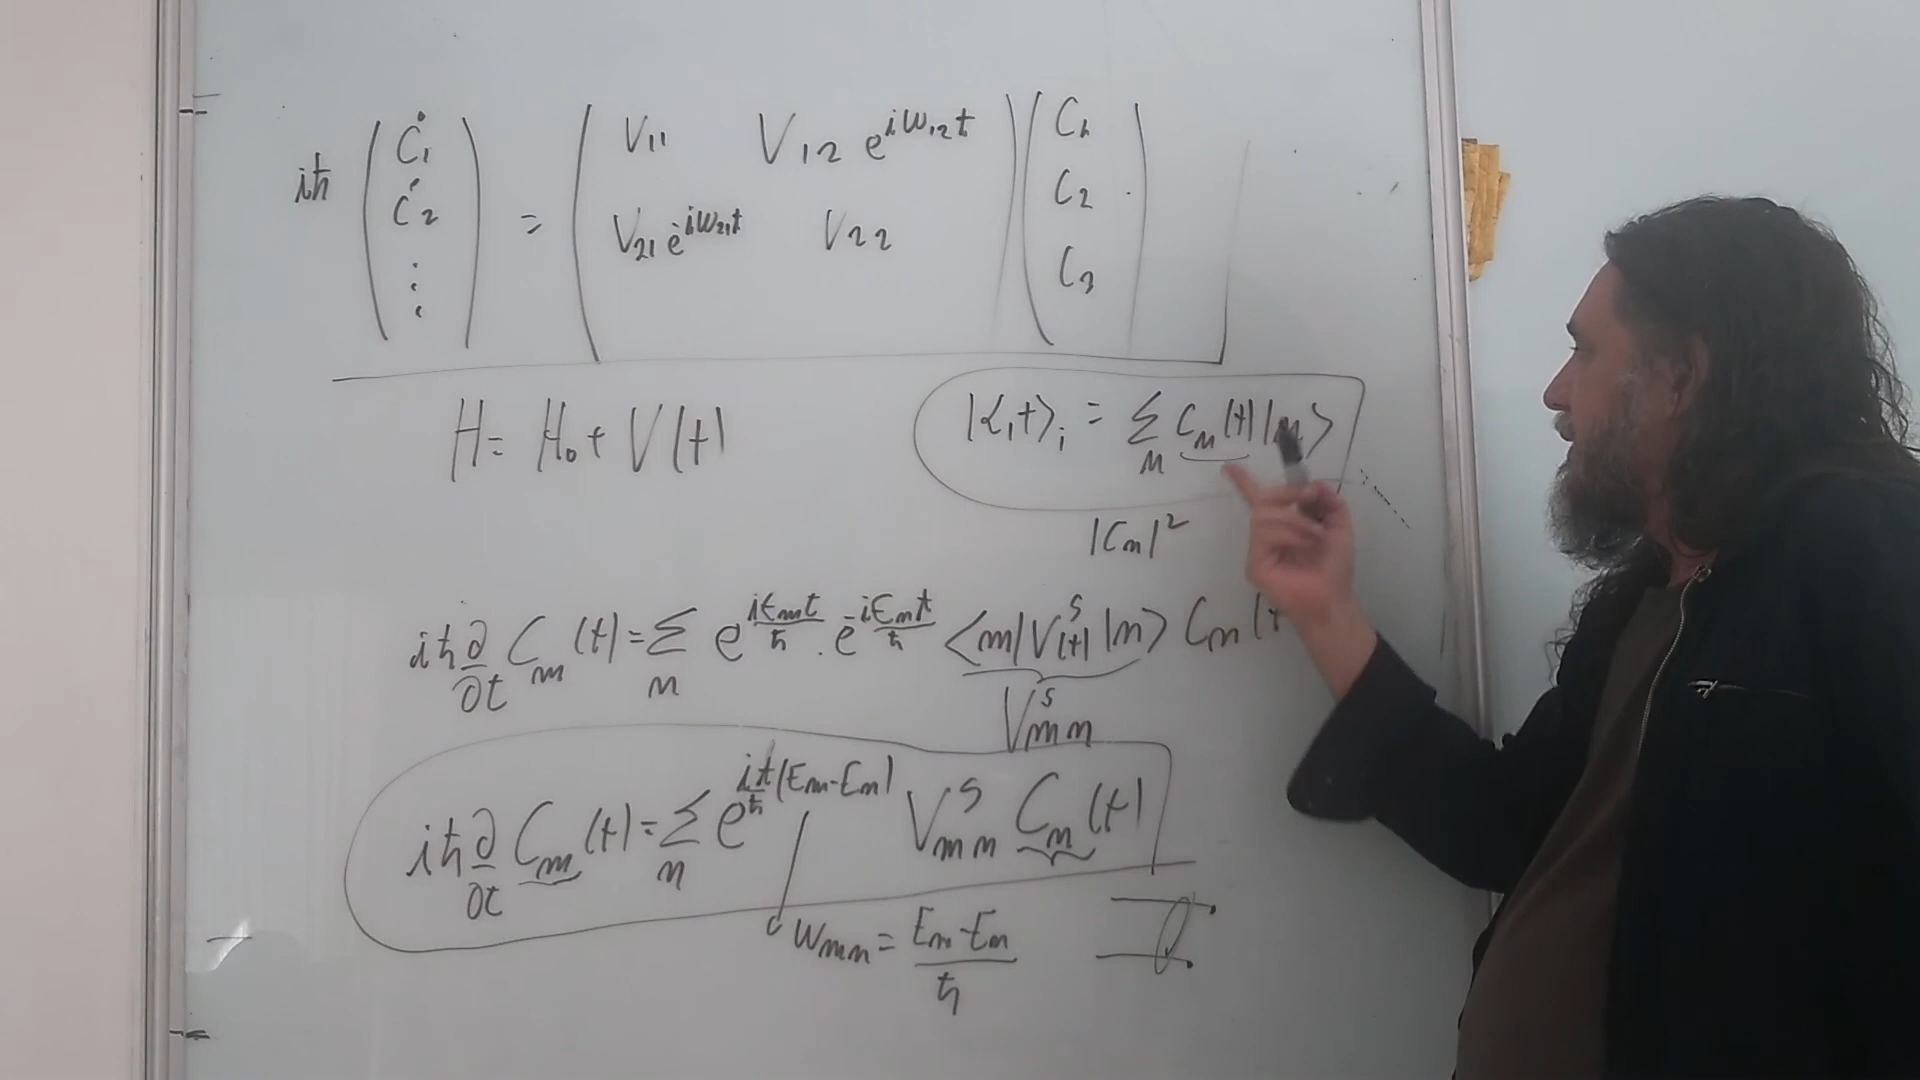 iħ ( Ċ₁ Ċ₂ ⋮ ) = ( V₁₁ V₁₂ e^{iω₁₂t} V₂₁ e^{iω₂₁t} V₂₂ ) ( C₁ C₂ C₃ )
H = H₀ + V(t)
|α,t⟩ᵢ = Σₙ Cₙ(t)|n⟩
|Cₙ|²
iħ ∂/∂t Cₘ(t) = Σₙ e^{iEₘt/ħ} . e^{-iEₙt/ħ} ⟨m|Vˢ(t)|n⟩ Cₙ(t
Vˢₘₙ
iħ ∂/∂t Cₘ(t) = Σₙ e^{it/ħ(Eₘ-Eₙ)} Vˢₘₙ Cₙ(t)
ωₘₙ = (Eₘ-Eₙ)/ħ